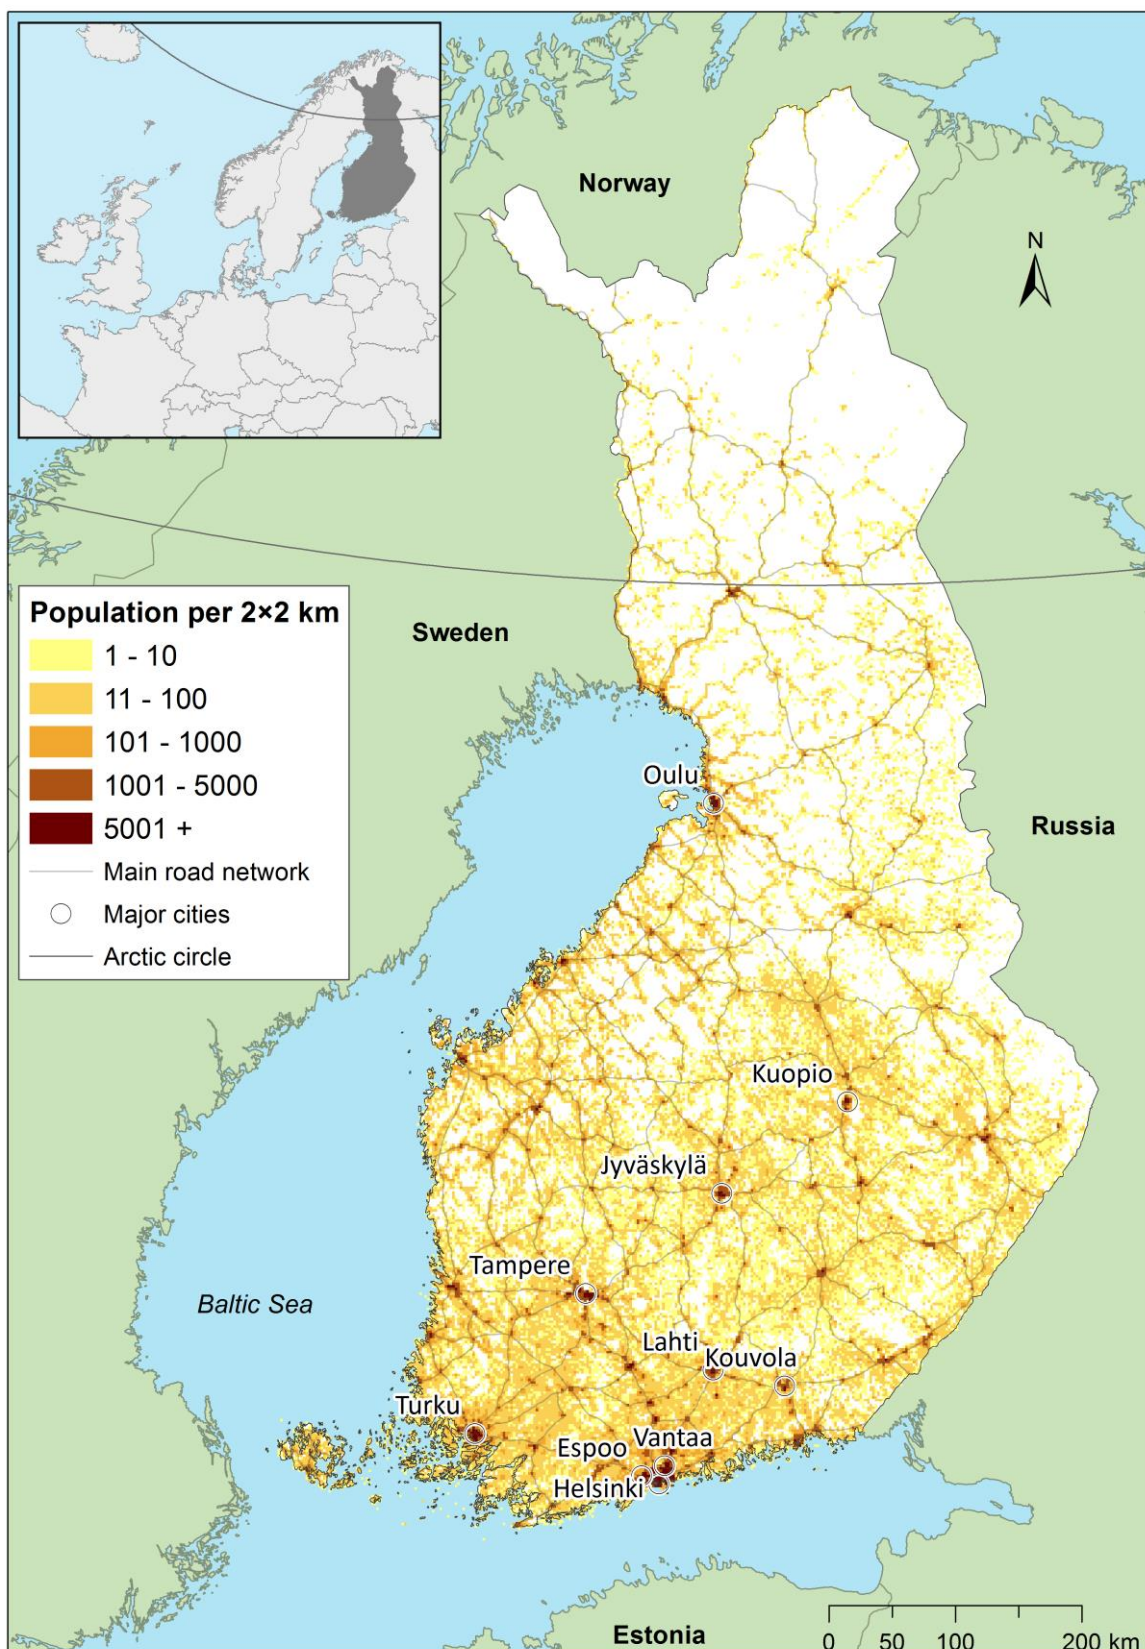 Norway
N
Population per 2×2 km
1 - 10
11 - 100
101 - 1000
1001 - 5000
5001 +
Main road network
Major cities
Arctic circle
Sweden
Oulu
Russia
Kuopio
Jyväskylä
Tampere
Baltic Sea
Lahti
Kouvola
Turku
Espoo
Vantaa
Helsinki
Estonia
0 50 100 200 km